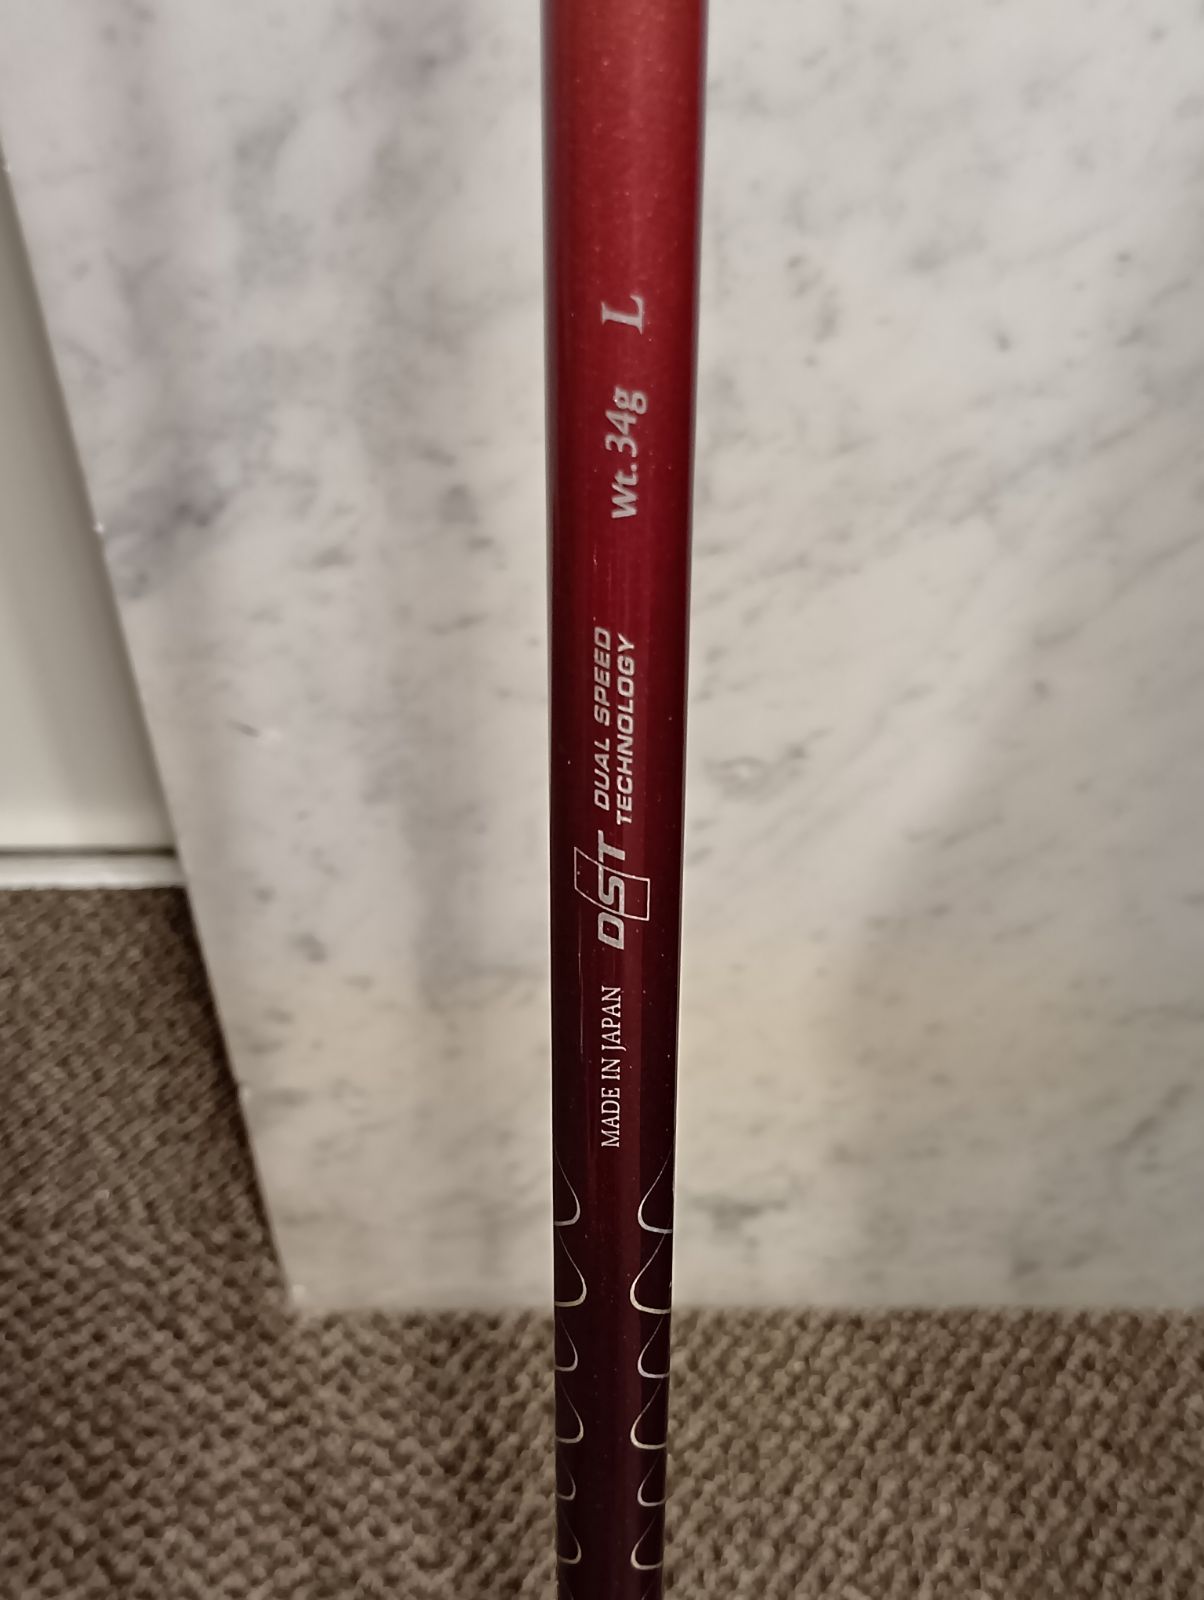 MADE IN JAPAN
DST
DUAL SPEED
TECHNOLOGY
Wt. 34g
L